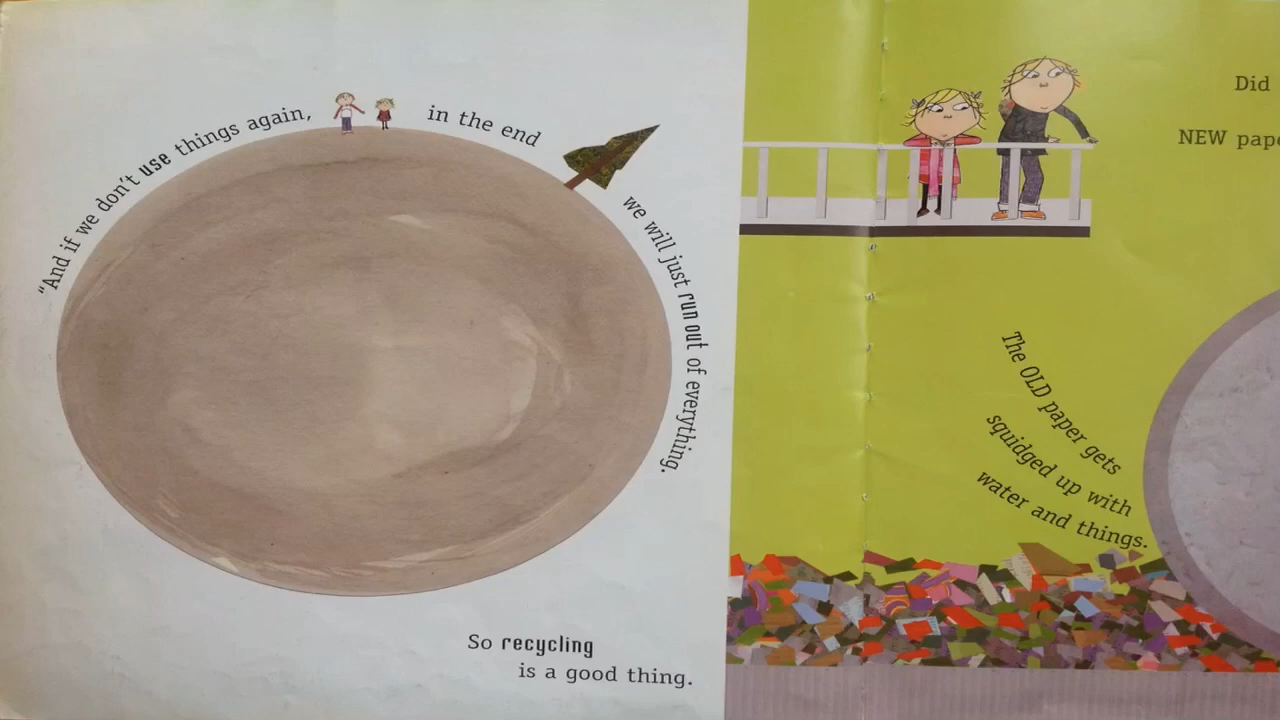 "And if we don't use things again,
in the end
we will just run out of everything.
So recycling
is a good thing.
Did
NEW
The OLD paper gets
squidged up with
water and things.